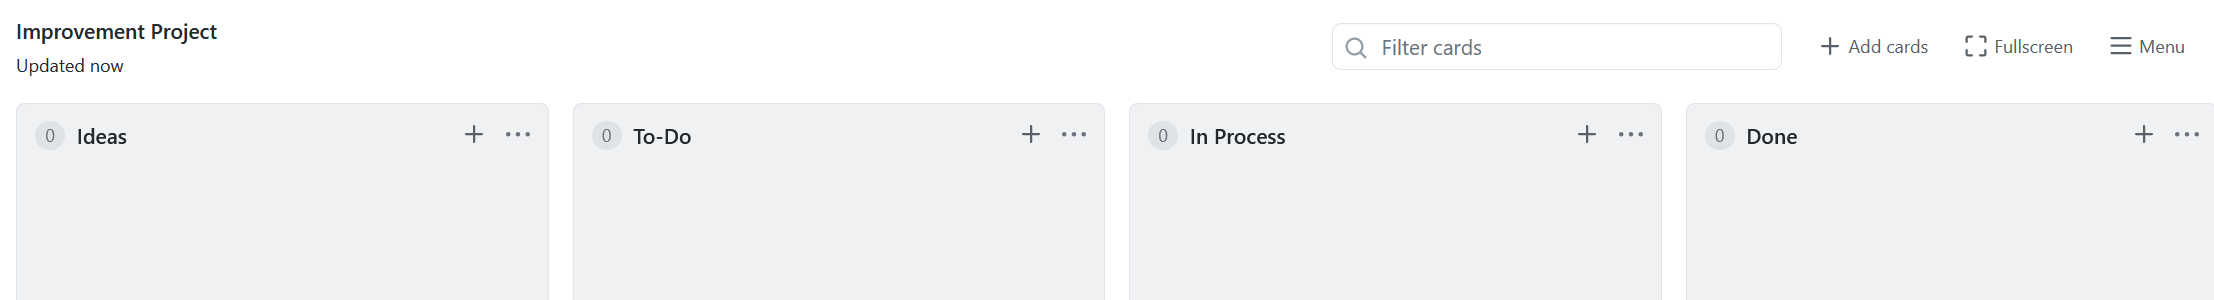 Improvement Project
Updated now
Filter cards
Add cards
Fullscreen
Menu
0 Ideas
0 To-Do
0 In Process
0 Done